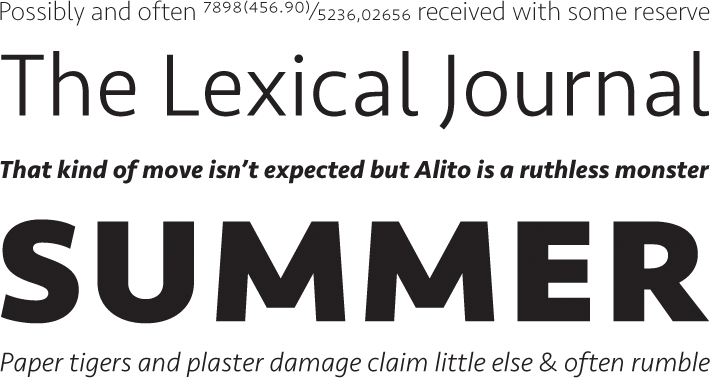 Possibly and often ⁷⁸⁹⁸⁽⁴⁵⁶·⁹⁰⁾/₅₂₃₆,₀₂₆₅₆ received with some reserve
The Lexical Journal
That kind of move isn’t expected but Alito is a ruthless monster
SUMMER
Paper tigers and plaster damage claim little else & often rumble